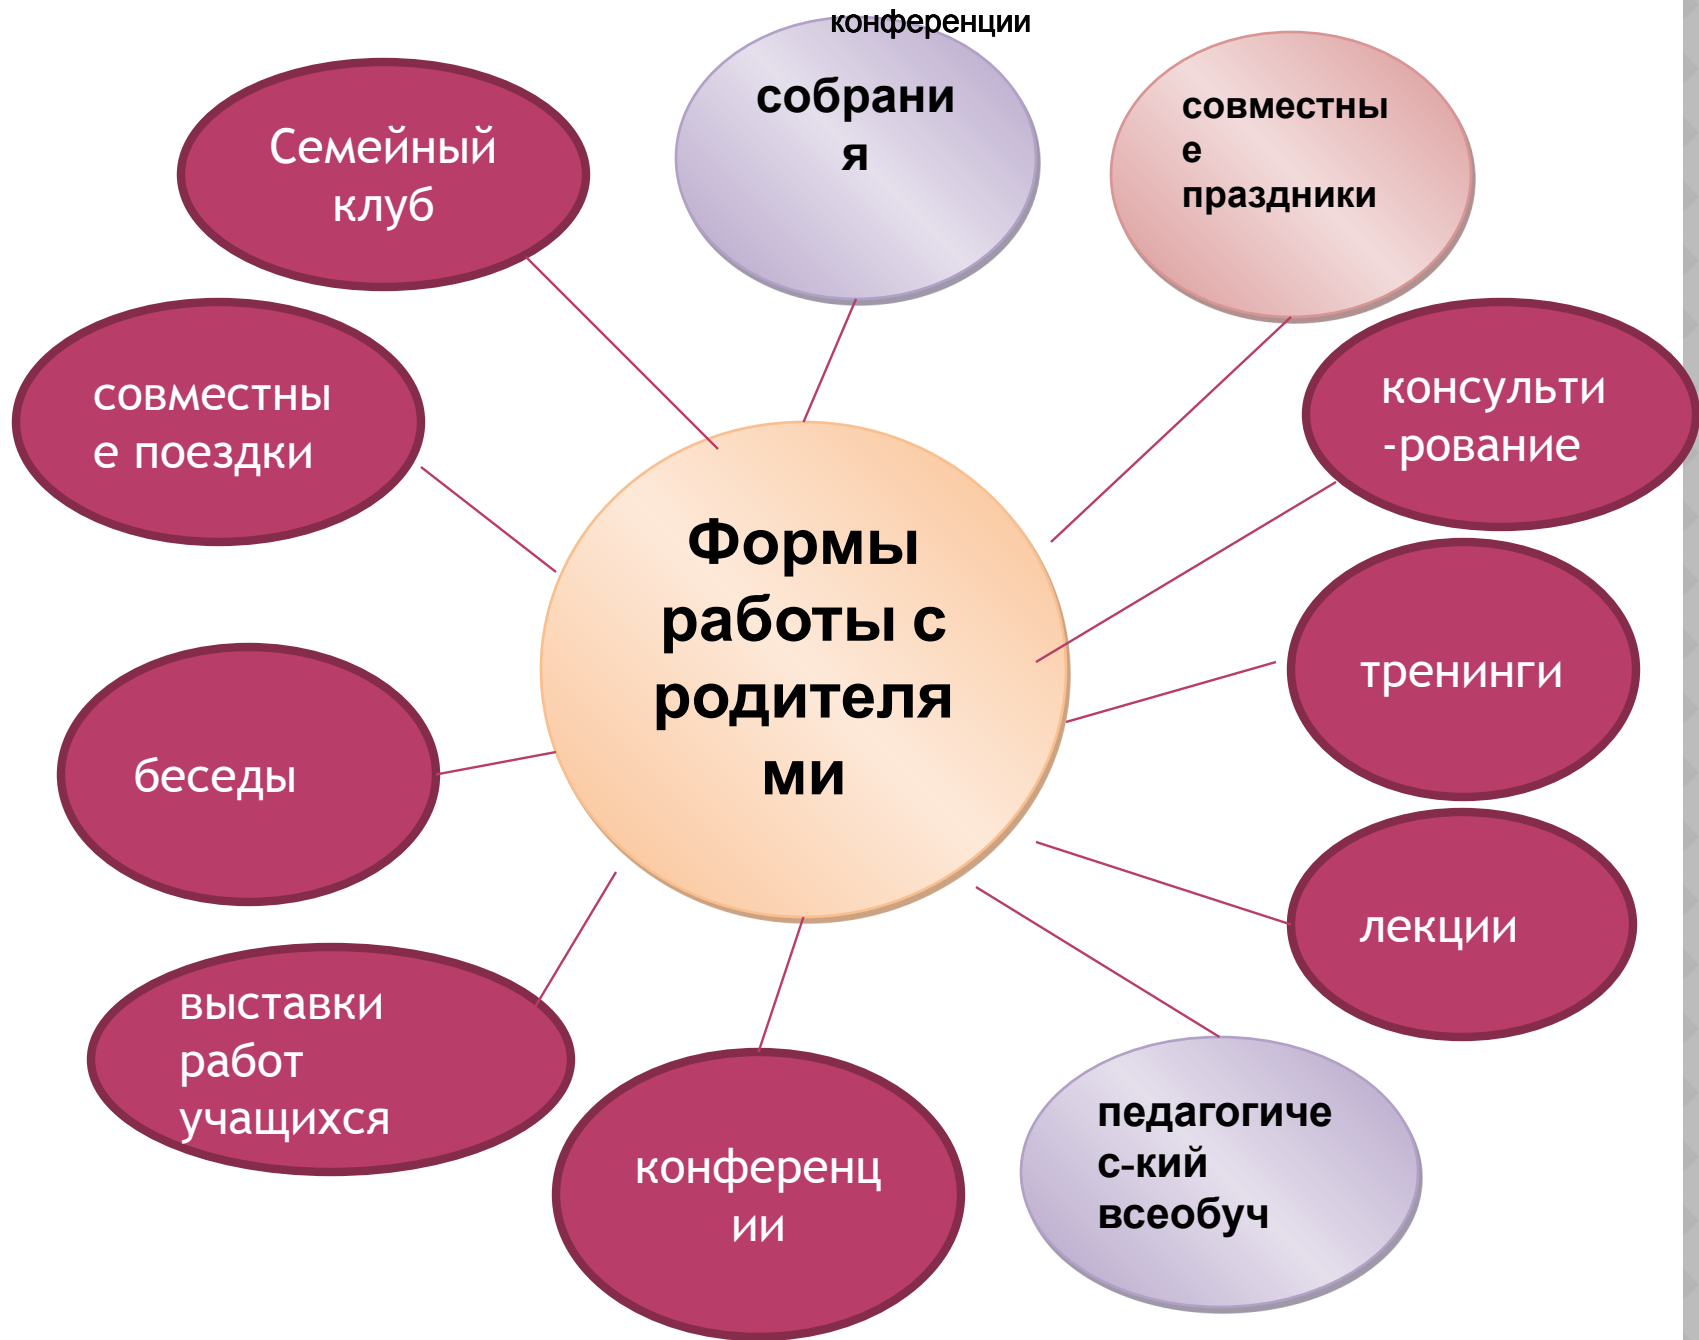 конференции
собрани
я
совместны
е
праздники
Семейный
клуб
совместны
е поездки
консульти
-рование
Формы
работы с
родителя
ми
тренинги
беседы
лекции
выставки
работ
учащихся
конференц
ии
педагогиче
с-кий
всеобуч